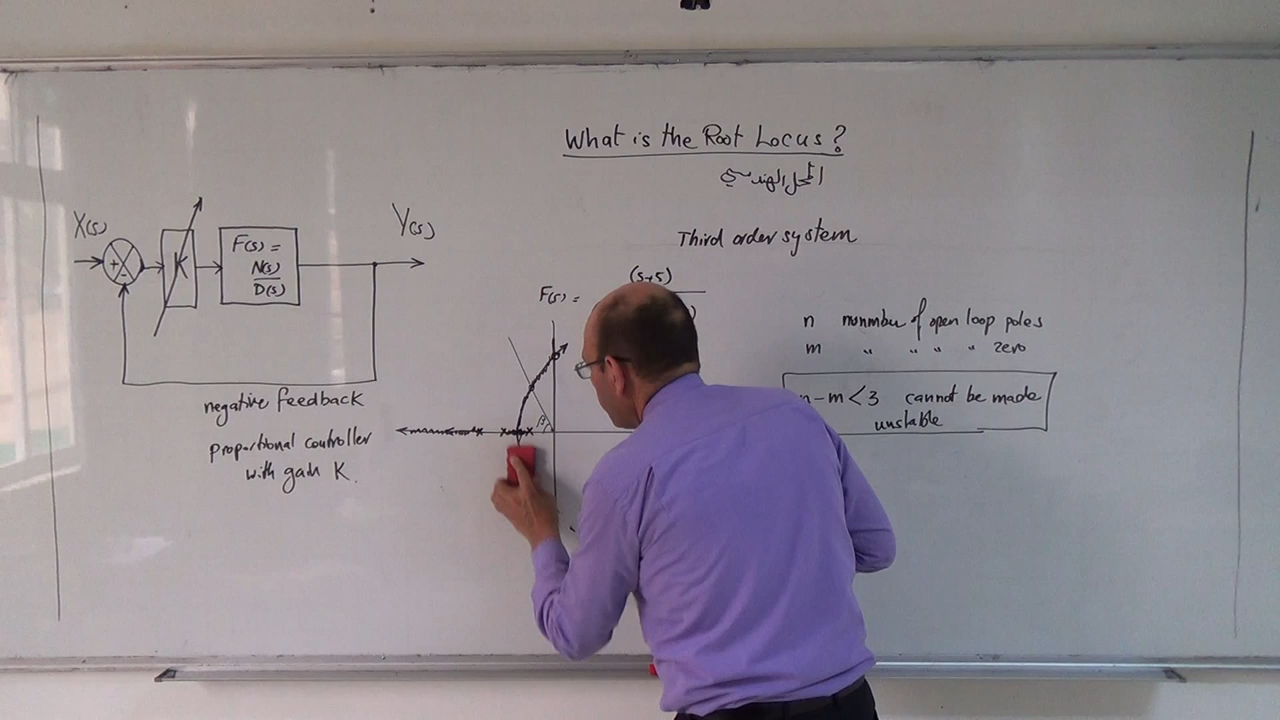 What is the Root Locus?
المحل الهندسي
Third order system
X(s)
+
-
K
F(s) =
N(s)
D(s)
Y(s)
negative feedback
proportional controller
with gain K.
F(s) =
(s+5)
)
β
n nunmber of open loop poles
m " " " " zero
n-m<3 cannot be made
unstable